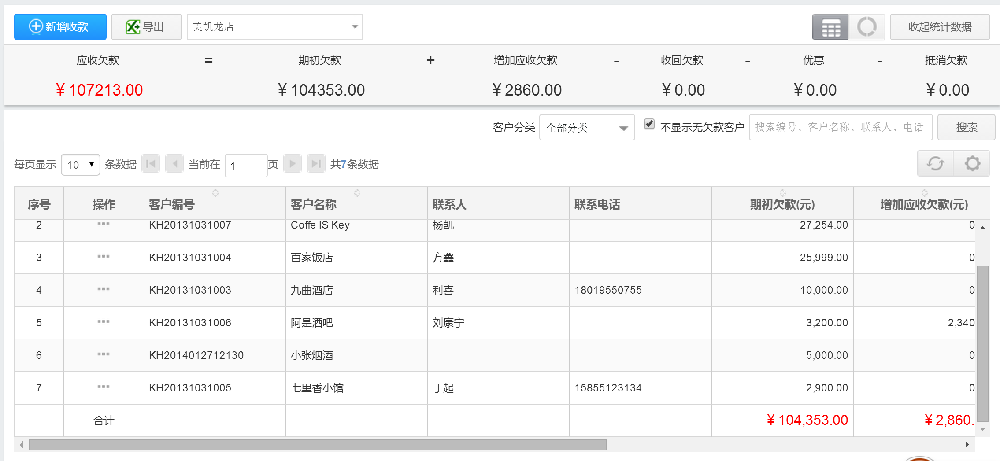 新增收款 导出 美凯龙店 收起统计数据
应收欠款 = 期初欠款 + 增加应收欠款 - 收回欠款 - 优惠 - 抵消欠款
¥107213.00 ¥104353.00 ¥2860.00 ¥0.00 ¥0.00 ¥0.00
客户分类 全部分类 不显示无欠款客户 搜索编号、客户名称、联系人、电话 搜索
每页显示 10 条数据 当前在 1 页 共7条数据
序号 操作 客户编号 客户名称 联系人 联系电话 期初欠款(元) 增加应收欠款(元)
2 KH20131031007 Coffe IS Key 杨凯 27,254.00 0
3 KH20131031004 百家饭店 方鑫 25,999.00 0
4 KH20131031003 九曲酒店 利喜 18019550755 10,000.00 0
5 KH20131031006 阿是酒吧 刘康宁 3,200.00 2,340
6 KH2014012712130 小张烟酒 5,000.00 0
7 KH20131031005 七里香小馆 丁起 15855123134 2,900.00 0
合计 ¥104,353.00 ¥2,860.